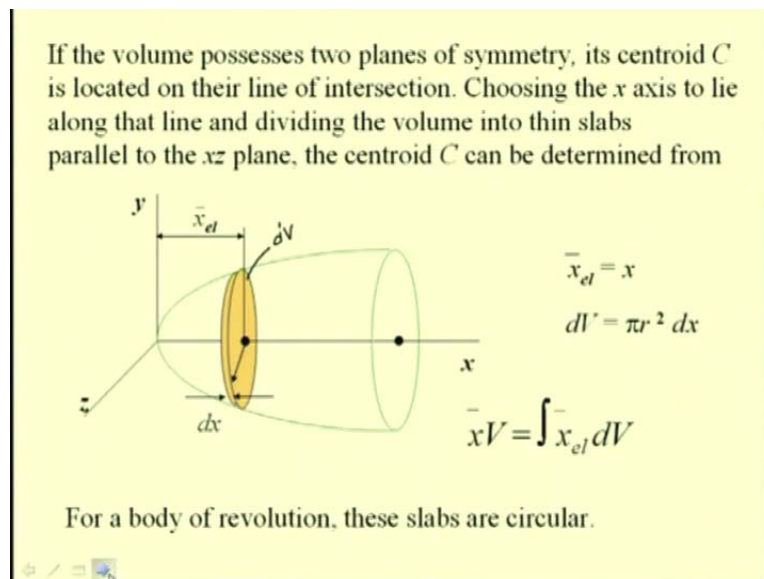 If the volume possesses two planes of symmetry, its centroid C
is located on their line of intersection. Choosing the x axis to lie
along that line and dividing the volume into thin slabs
parallel to the xz plane, the centroid C can be determined from
y
x̄_el
dV
x̄_el = x
dV = πr² dx
x
z
dx
x̄V = ∫ x̄_el dV
For a body of revolution, these slabs are circular.